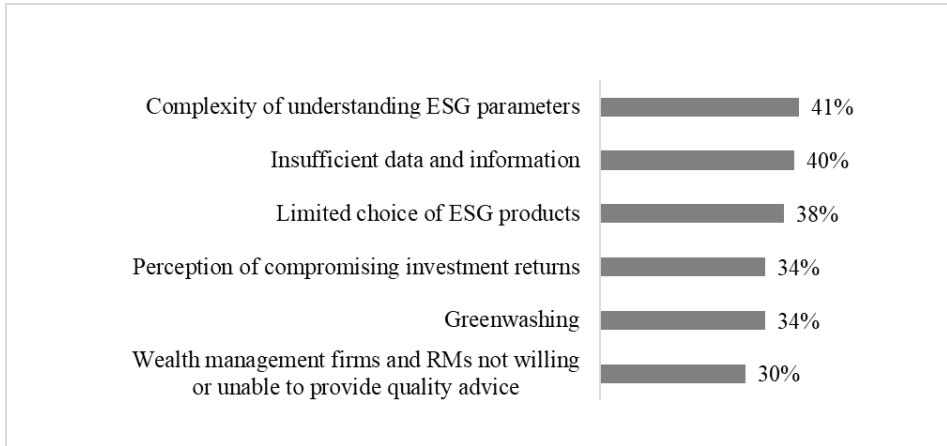 Complexity of understanding ESG parameters 41%
Insufficient data and information 40%
Limited choice of ESG products 38%
Perception of compromising investment returns 34%
Greenwashing 34%
Wealth management firms and RMs not willing
or unable to provide quality advice 30%